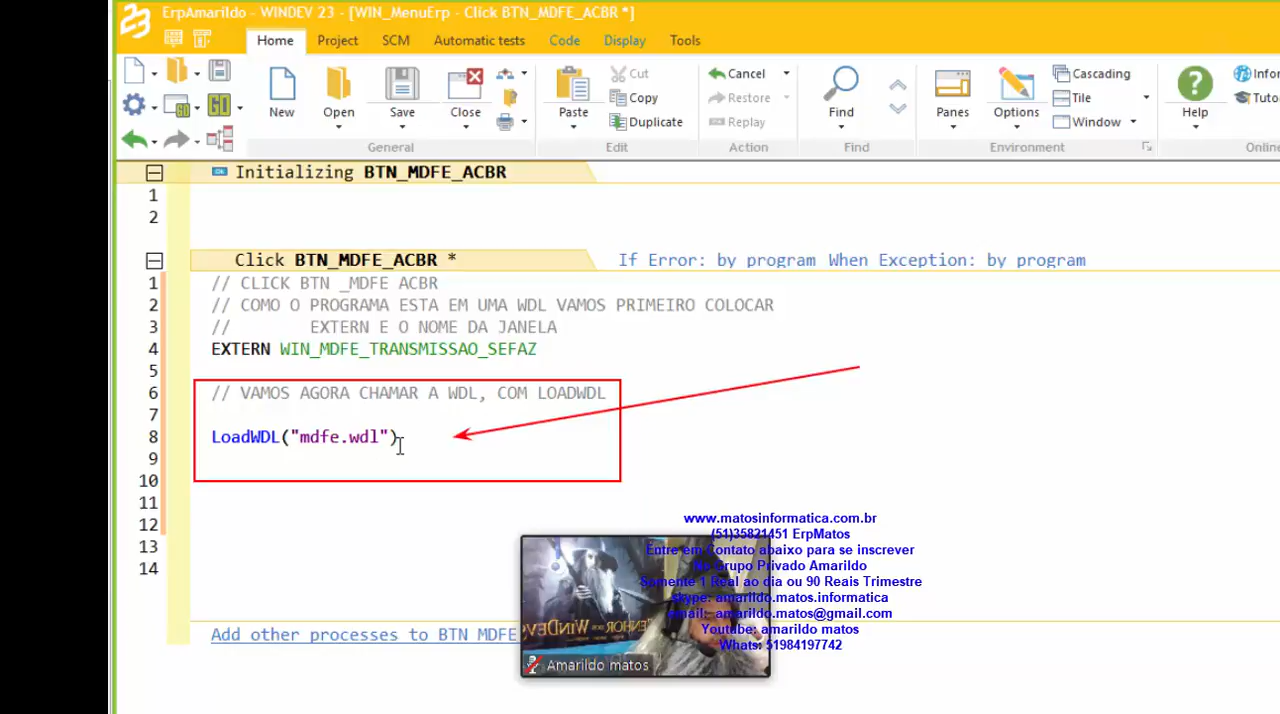 ErpAmarildo - WINDEV 23 - [WIN_MenuErp - Click BTN_MDFE_ACBR *]
Home Project SCM Automatic tests Code Display Tools
New Open Save Close
General
Paste Cut Copy Duplicate
Edit
Cancel Restore Replay
Action
Find
Find
Panes Options Cascading Tile Window
Environment
Help Infor Tuto
Online
Initializing BTN_MDFE_ACBR
1
2
Click BTN_MDFE_ACBR * If Error: by program When Exception: by program
1 // CLICK BTN _MDFE ACBR
2 // COMO O PROGRAMA ESTA EM UMA WDL VAMOS PRIMEIRO COLOCAR
3 // EXTERN E O NOME DA JANELA
4 EXTERN WIN_MDFE_TRANSMISSAO_SEFAZ
5
6 // VAMOS AGORA CHAMAR A WDL, COM LOADWDL
7
8 LoadWDL("mdfe.wdl")
9
10
11
12
13
14
Add other processes to BTN MDFE
www.matosinformatica.com.br
(51)35821451 ErpMatos
Entre em Contato abaixo para se inscrever
No Grupo Privado Amarildo
Somente 1 Real ao dia ou 90 Reais Trimestre
skype: amarildo.matos.informatica
email: amarildo.matos@gmail.com
Youtube: amarildo matos
Whats: 51984197742
Amarildo matos